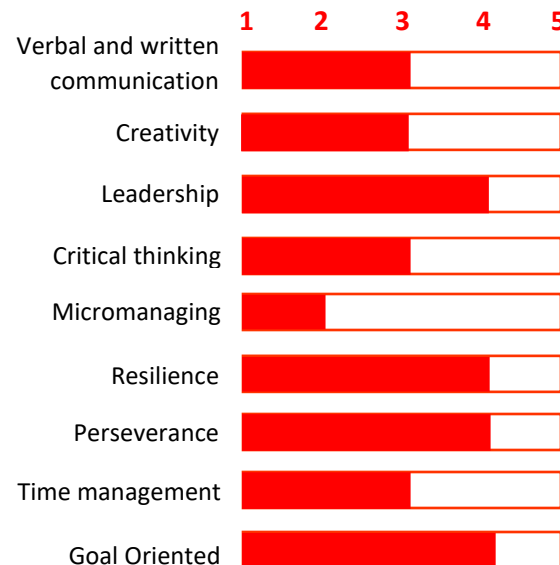 1 2 3 4 5
Verbal and written
communication
Creativity
Leadership
Critical thinking
Micromanaging
Resilience
Perseverance
Time management
Goal Oriented